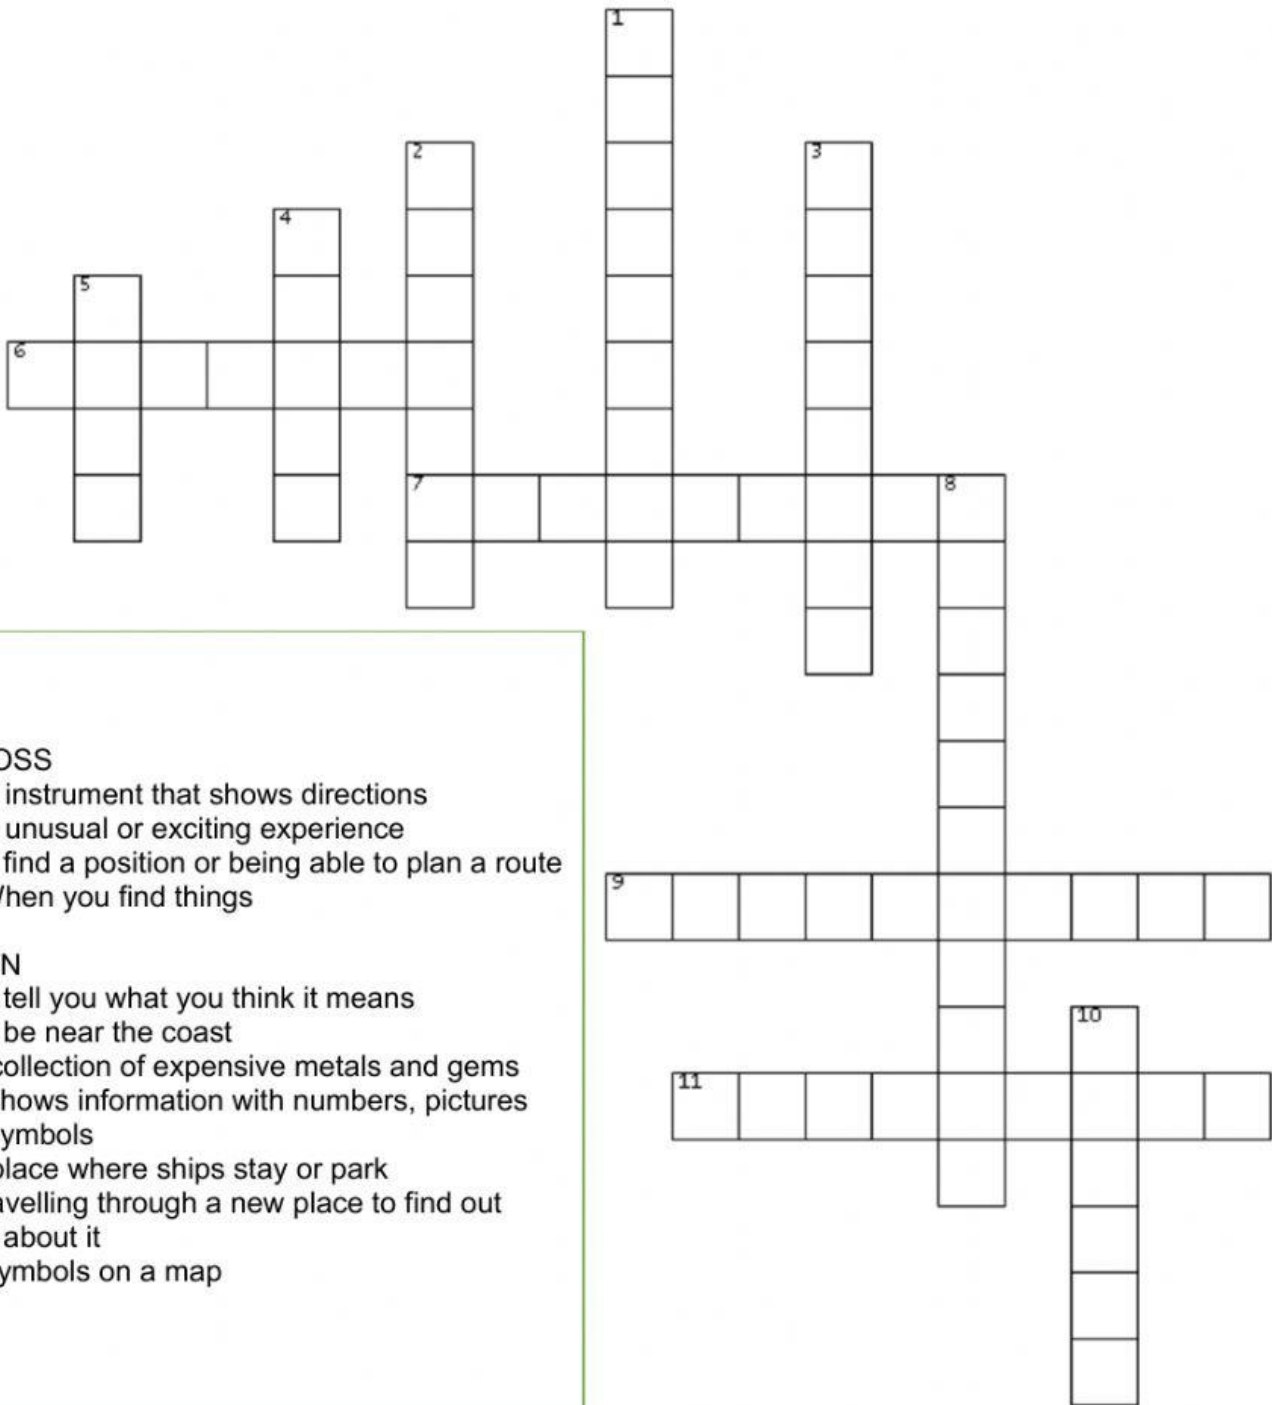 1
2
3
4
5
6
7
8
9
10
11
OSS
instrument that shows directions
unusual or exciting experience
find a position or being able to plan a route
hen you find things
N
tell you what you think it means
be near the coast
collection of expensive metals and gems
hows information with numbers, pictures
ymbols
place where ships stay or park
avelling through a new place to find out
about it
ymbols on a map